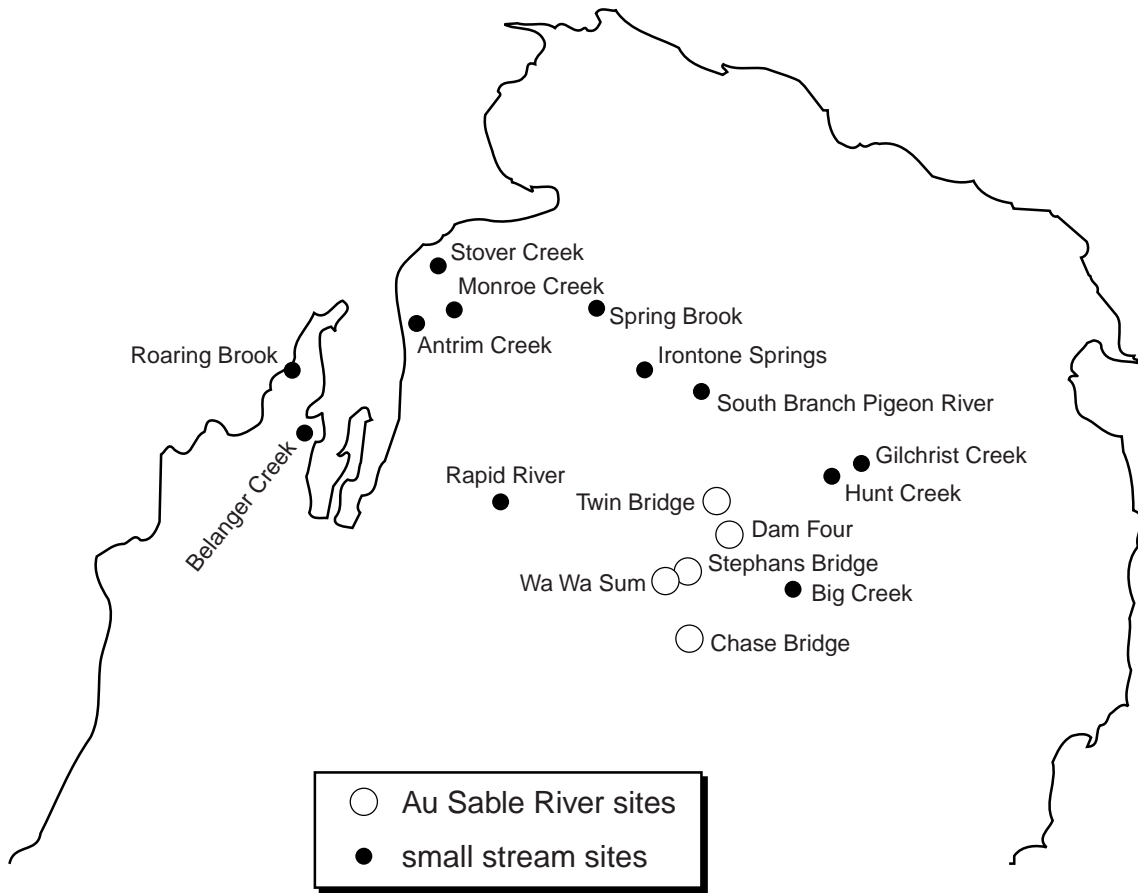 Stover Creek
Monroe Creek
Spring Brook
Antrim Creek
Roaring Brook
Irontone Springs
South Branch Pigeon River
Belanger Creek
Gilchrist Creek
Rapid River
Hunt Creek
Twin Bridge
Dam Four
Stephans Bridge
Wa Wa Sum
Big Creek
Chase Bridge
Au Sable River sites
small stream sites